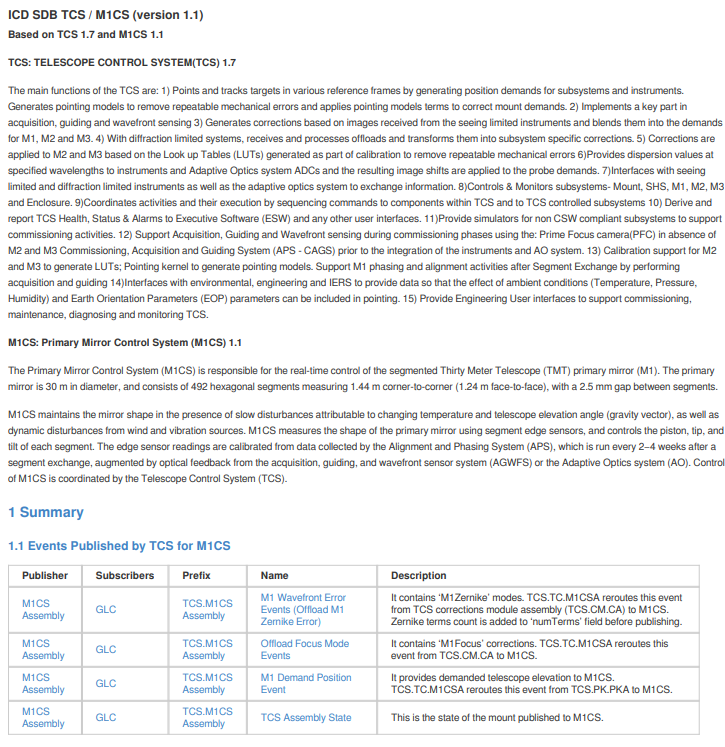 ICD SDB TCS / M1CS (version 1.1)
Based on TCS 1.7 and M1CS 1.1
TCS: TELESCOPE CONTROL SYSTEM(TCS) 1.7
The main functions of the TCS are: 1) Points and tracks targets in various reference frames by generating position demands for subsystems and instruments.
Generates pointing models to remove repeatable mechanical errors and applies pointing models terms to correct mount demands. 2) Implements a key part in
acquisition, guiding and wavefront sensing 3) Generates corrections based on images received from the seeing limited instruments and blends them into the demands
for M1, M2 and M3. 4) With diffraction limited systems, receives and processes offloads and transforms them into subsystem specific corrections. 5) Corrections are
applied to M2 and M3 based on the Look up Tables (LUTs) generated as part of calibration to remove repeatable mechanical errors 6)Provides dispersion values at
specified wavelengths to instruments and Adaptive Optics system ADCs and the resulting image shifts are applied to the probe demands. 7)Interfaces with seeing
limited and diffraction limited instruments as well as the adaptive optics system to exchange information. 8)Controls & Monitors subsystems- Mount, SHS, M1, M2, M3
and Enclosure. 9)Coordinates activities and their execution by sequencing commands to components within TCS and to TCS controlled subsystems 10) Derive and
report TCS Health, Status & Alarms to Executive Software (ESW) and any other user interfaces. 11)Provide simulators for non CSW compliant subsystems to support
commissioning activities. 12) Support Acquisition, Guiding and Wavefront sensing during commissioning phases using the: Prime Focus camera(PFC) in absence of
M2 and M3 Commissioning, Acquisition and Guiding System (APS - CAGS) prior to the integration of the instruments and AO system. 13) Calibration support for M2
and M3 to generate LUTs; Pointing kernel to generate pointing models. Support M1 phasing and alignment activities after Segment Exchange by performing
acquisition and guiding 14)Interfaces with environmental, engineering and IERS to provide data so that the effect of ambient conditions (Temperature, Pressure,
Humidity) and Earth Orientation Parameters (EOP) parameters can be included in pointing. 15) Provide Engineering User interfaces to support commissioning,
maintenance, diagnosing and monitoring TCS.
M1CS: Primary Mirror Control System (M1CS) 1.1
The Primary Mirror Control System (M1CS) is responsible for the real-time control of the segmented Thirty Meter Telescope (TMT) primary mirror (M1). The primary
mirror is 30 m in diameter, and consists of 492 hexagonal segments measuring 1.44 m corner-to-corner (1.24 m face-to-face), with a 2.5 mm gap between segments.
M1CS maintains the mirror shape in the presence of slow disturbances attributable to changing temperature and telescope elevation angle (gravity vector), as well as
dynamic disturbances from wind and vibration sources. M1CS measures the shape of the primary mirror using segment edge sensors, and controls the piston, tip, and
tilt of each segment. The edge sensor readings are calibrated from data collected by the Alignment and Phasing System (APS), which is run every 2–4 weeks after a
segment exchange, augmented by optical feedback from the acquisition, guiding, and wavefront sensor system (AGWFS) or the Adaptive Optics system (AO). Control
of M1CS is coordinated by the Telescope Control System (TCS).
1 Summary
1.1 Events Published by TCS for M1CS
Publisher Subscribers Prefix Name Description
M1CS Assembly GLC TCS.M1CS Assembly M1 Wavefront Error Events (Offload M1 Zernike Error) It contains ‘M1Zernike’ modes. TCS.TC.M1CSA reroutes this event from TCS corrections module assembly (TCS.CM.CA) to M1CS. Zernike terms count is added to ‘numTerms’ field before publishing.
M1CS Assembly GLC TCS.M1CS Assembly Offload Focus Mode Events It contains ‘M1Focus’ corrections. TCS.TC.M1CSA reroutes this event from TCS.CM.CA to M1CS.
M1CS Assembly GLC TCS.M1CS Assembly M1 Demand Position Event It provides demanded telescope elevation to M1CS. TCS.TC.M1CSA reroutes this event from TCS.PK.PKA to M1CS.
M1CS Assembly GLC TCS.M1CS Assembly TCS Assembly State This is the state of the mount published to M1CS.